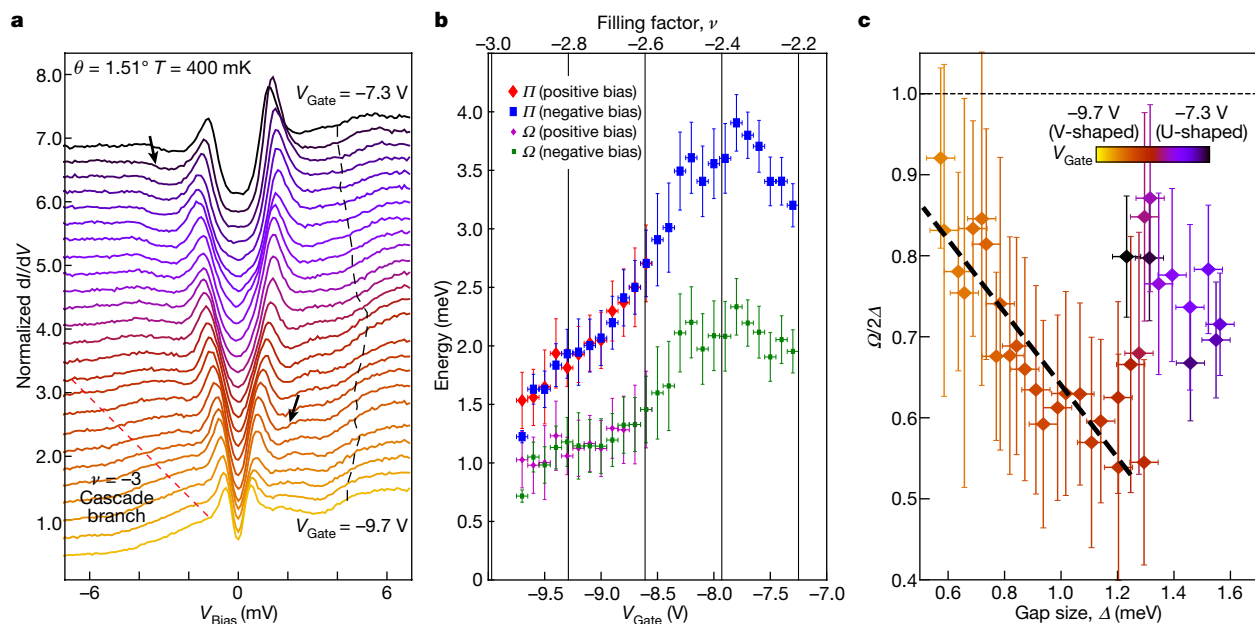 a
θ = 1.51° T = 400 mK
V_Gate = −7.3 V
8.0
7.0
6.0
5.0
4.0
3.0
2.0
1.0
Normalized dI/dV
ν = −3
Cascade
branch
V_Gate = −9.7 V
−6
0
6
V_Bias (mV)
b
Filling factor, ν
−3.0
−2.8
−2.6
−2.4
−2.2
Π (positive bias)
Π (negative bias)
Ω (positive bias)
Ω (negative bias)
4.0
3.5
3.0
2.5
2.0
1.5
1.0
0.5
0
Energy (meV)
−9.5
−9.0
−8.5
−8.0
−7.5
−7.0
V_Gate (V)
c
1.0
0.9
0.8
0.7
0.6
0.5
0.4
Ω/2Δ
−9.7 V
(V-shaped)
−7.3 V
(U-shaped)
V_Gate
0.6
0.8
1.0
1.2
1.4
1.6
Gap size, Δ (meV)